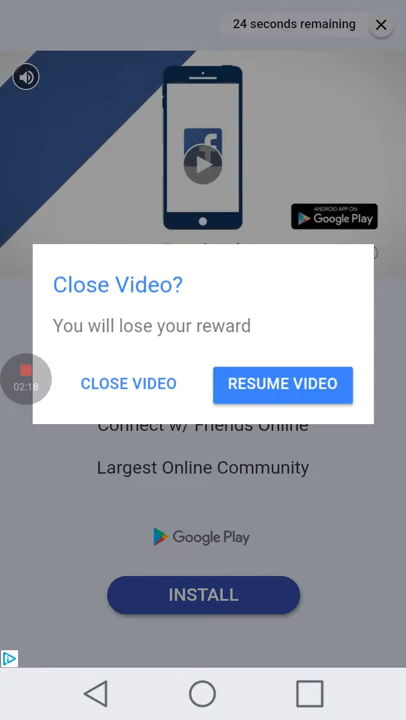 24 seconds remaining
f
ANDROID APP ON
Google Play
Close Video?
You will lose your reward
CLOSE VIDEO
RESUME VIDEO
02:18
Connect w/ Friends Online
Largest Online Community
Google Play
INSTALL